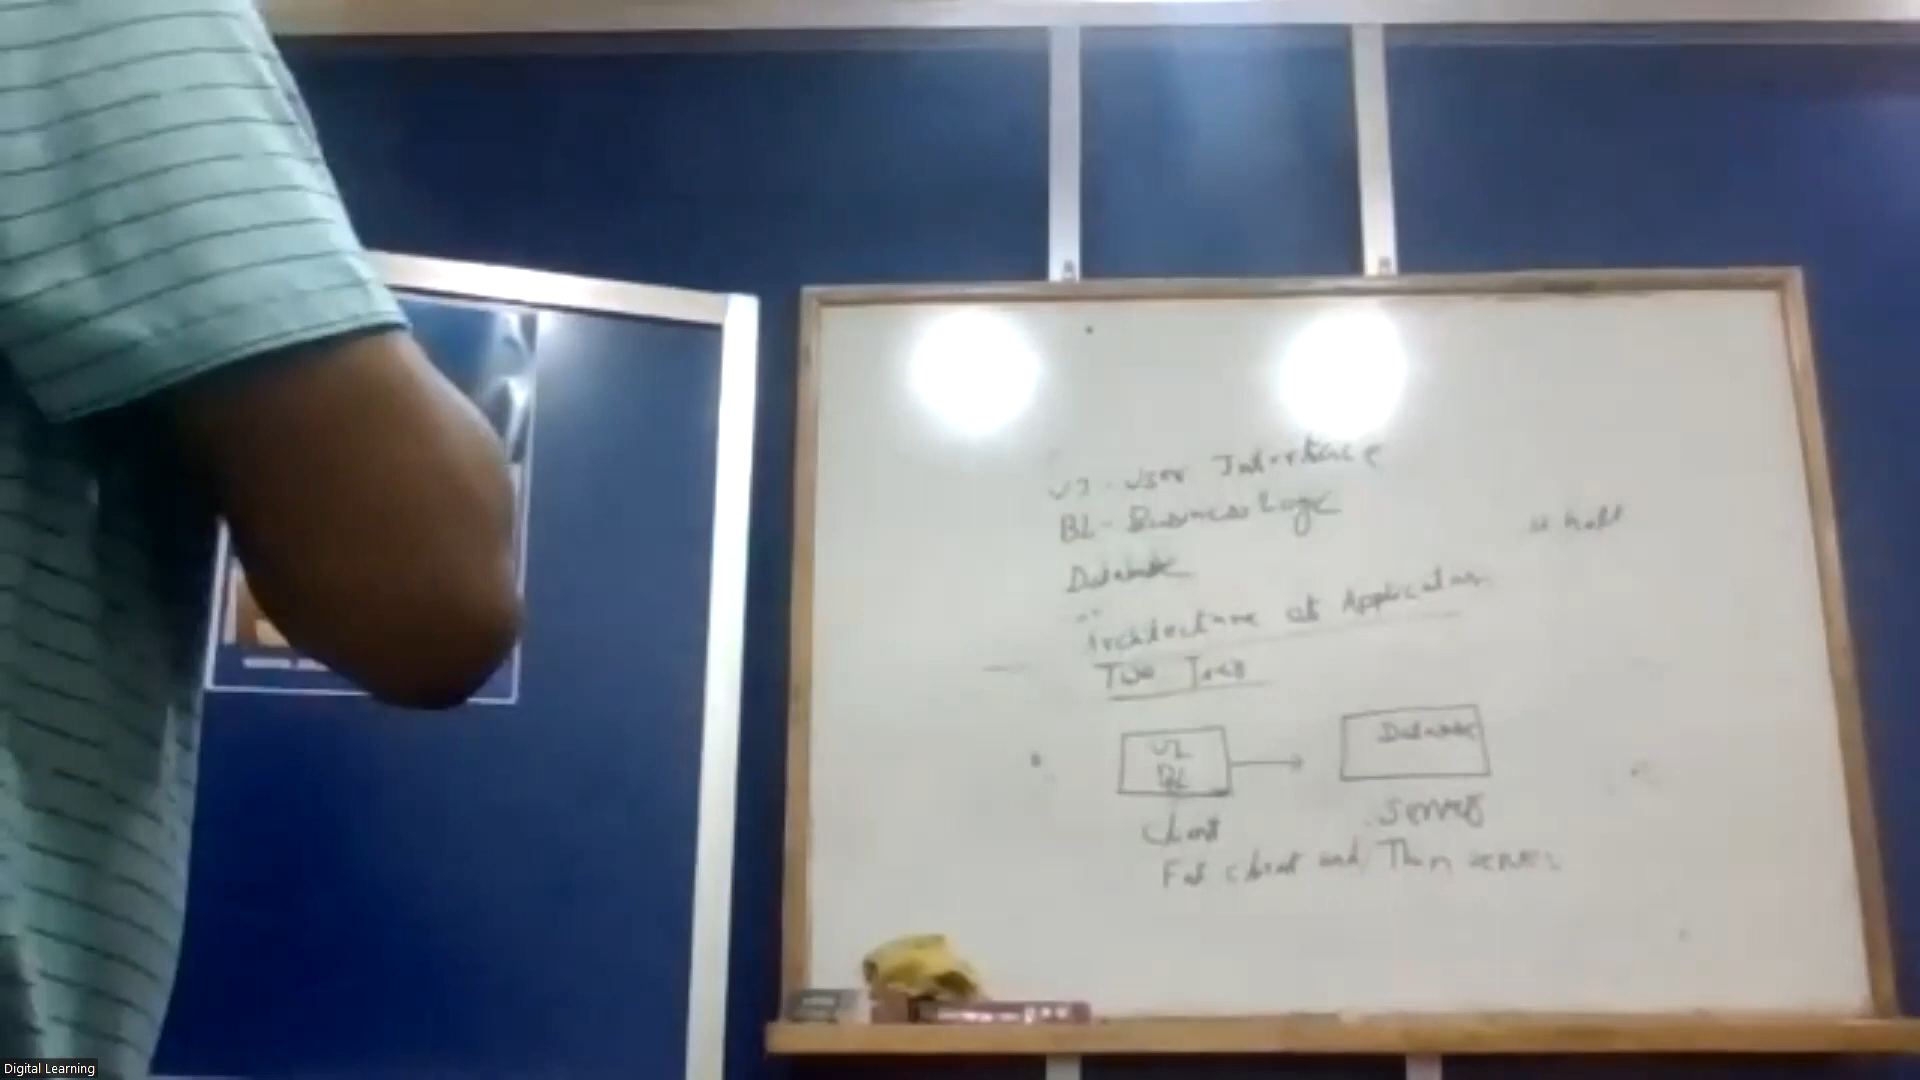 UI - User Interface
BL - Business Logic
Database
Architecture of Application
Two Tier
UI
BL
Database
Client
Server
Fat client and Thin server
Digital Learning